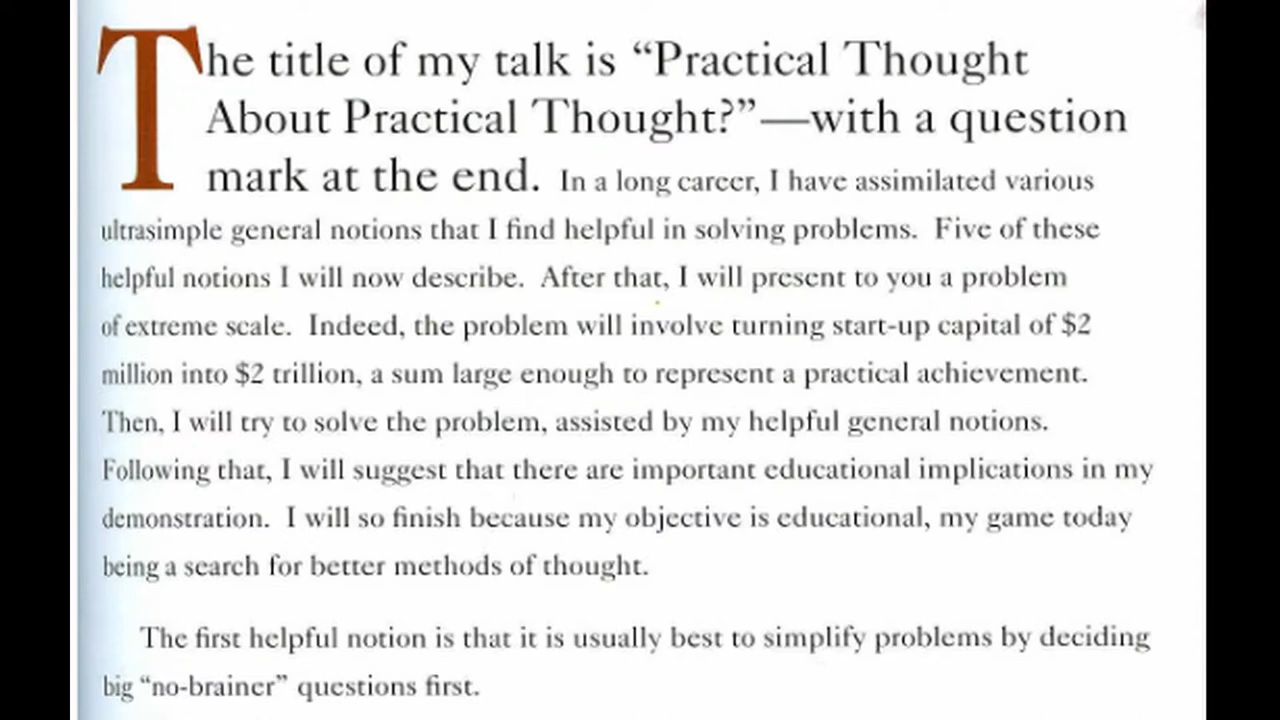 The title of my talk is “Practical Thought
About Practical Thought?”—with a question
mark at the end. In a long career, I have assimilated various
ultrasimple general notions that I find helpful in solving problems. Five of these
helpful notions I will now describe. After that, I will present to you a problem
of extreme scale. Indeed, the problem will involve turning start-up capital of $2
million into $2 trillion, a sum large enough to represent a practical achievement.
Then, I will try to solve the problem, assisted by my helpful general notions.
Following that, I will suggest that there are important educational implications in my
demonstration. I will so finish because my objective is educational, my game today
being a search for better methods of thought.
The first helpful notion is that it is usually best to simplify problems by deciding
big “no-brainer” questions first.